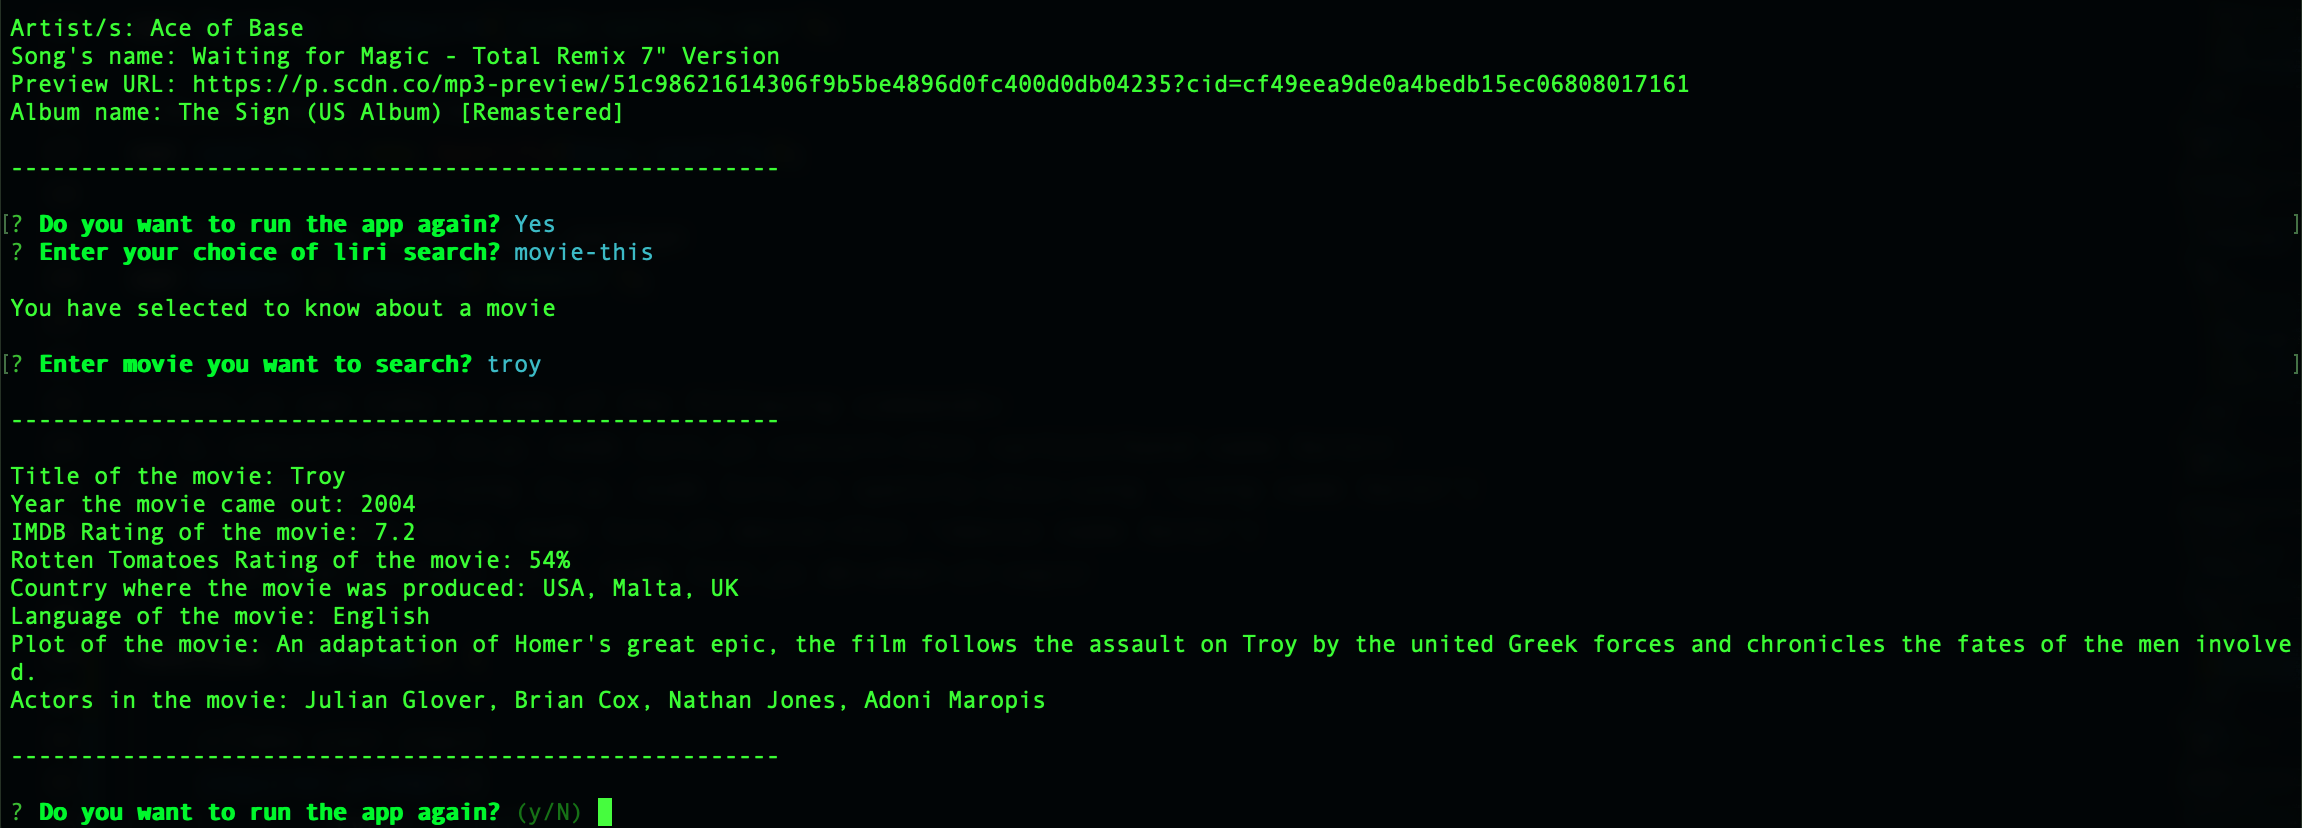 Artist/s: Ace of Base
Song's name: Waiting for Magic - Total Remix 7" Version
Preview URL: https://p.scdn.co/mp3-preview/51c98621614306f9b5be4896d0fc400d0db04235?cid=cf49eea9de0a4bedb15ec06808017161
Album name: The Sign (US Album) [Remastered]
-------------------------------------------------------
[? Do you want to run the app again? Yes ]
? Enter your choice of liri search? movie-this
You have selected to know about a movie
[? Enter movie you want to search? troy ]
-------------------------------------------------------
Title of the movie: Troy
Year the movie came out: 2004
IMDB Rating of the movie: 7.2
Rotten Tomatoes Rating of the movie: 54%
Country where the movie was produced: USA, Malta, UK
Language of the movie: English
Plot of the movie: An adaptation of Homer's great epic, the film follows the assault on Troy by the united Greek forces and chronicles the fates of the men involve
d.
Actors in the movie: Julian Glover, Brian Cox, Nathan Jones, Adoni Maropis
-------------------------------------------------------
? Do you want to run the app again? (y/N)